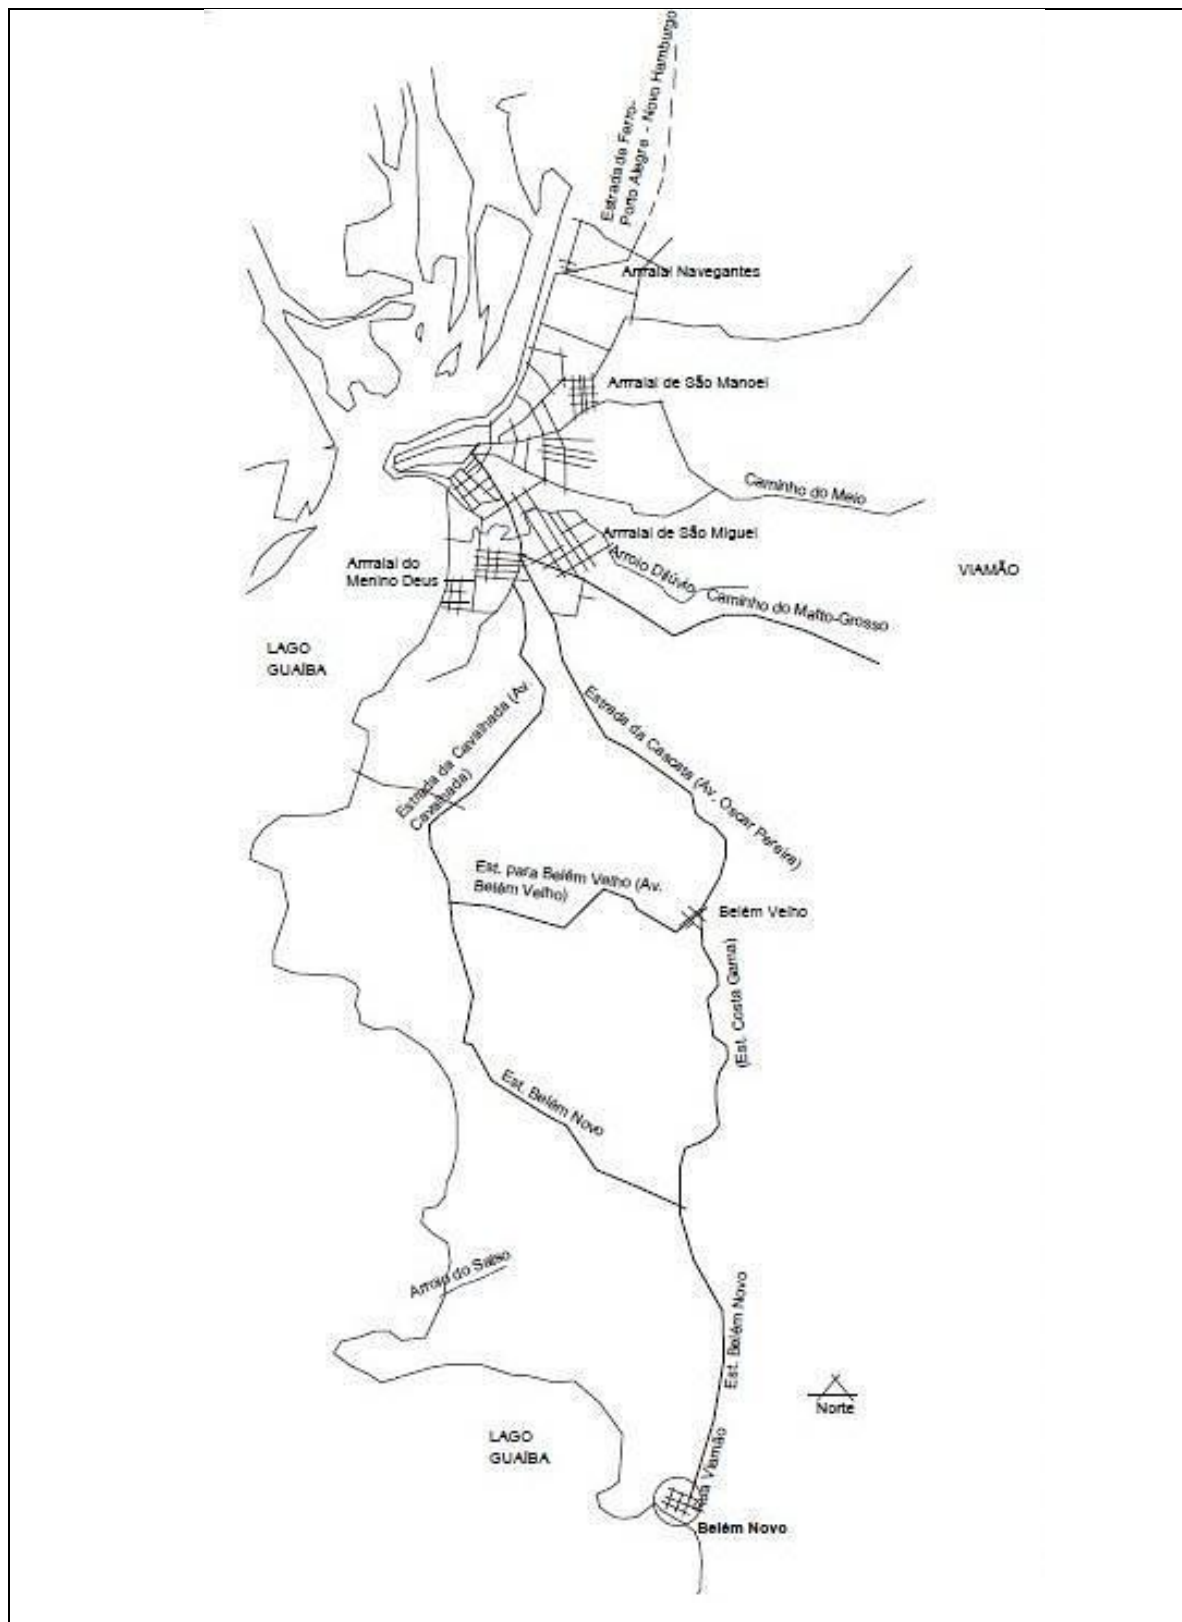 Estrada de Ferro-
Porto Alegre - Novo Hamburgo
Arraial Navegantes
Arraial de São Manoel
Caminho do Meio
Arraial de São Miguel
Arroio Dilúvio
Arraial do
Menino Deus
VIAMÃO
Caminho do Matto-Grosso
LAGO
GUAÍBA
Estrada da Cavalhada (Av.
Cavalhada)
Estrada da Cascata (Av. Oscar Pereira)
Est. para Belém Velho (Av.
Belém Velho)
Belém Velho
(Est. Costa Gama)
Est. Belém Novo
Arroio do Salso
Est. Belém Novo
Norte
LAGO
GUAÍBA
Rua Viamão
Belém Novo